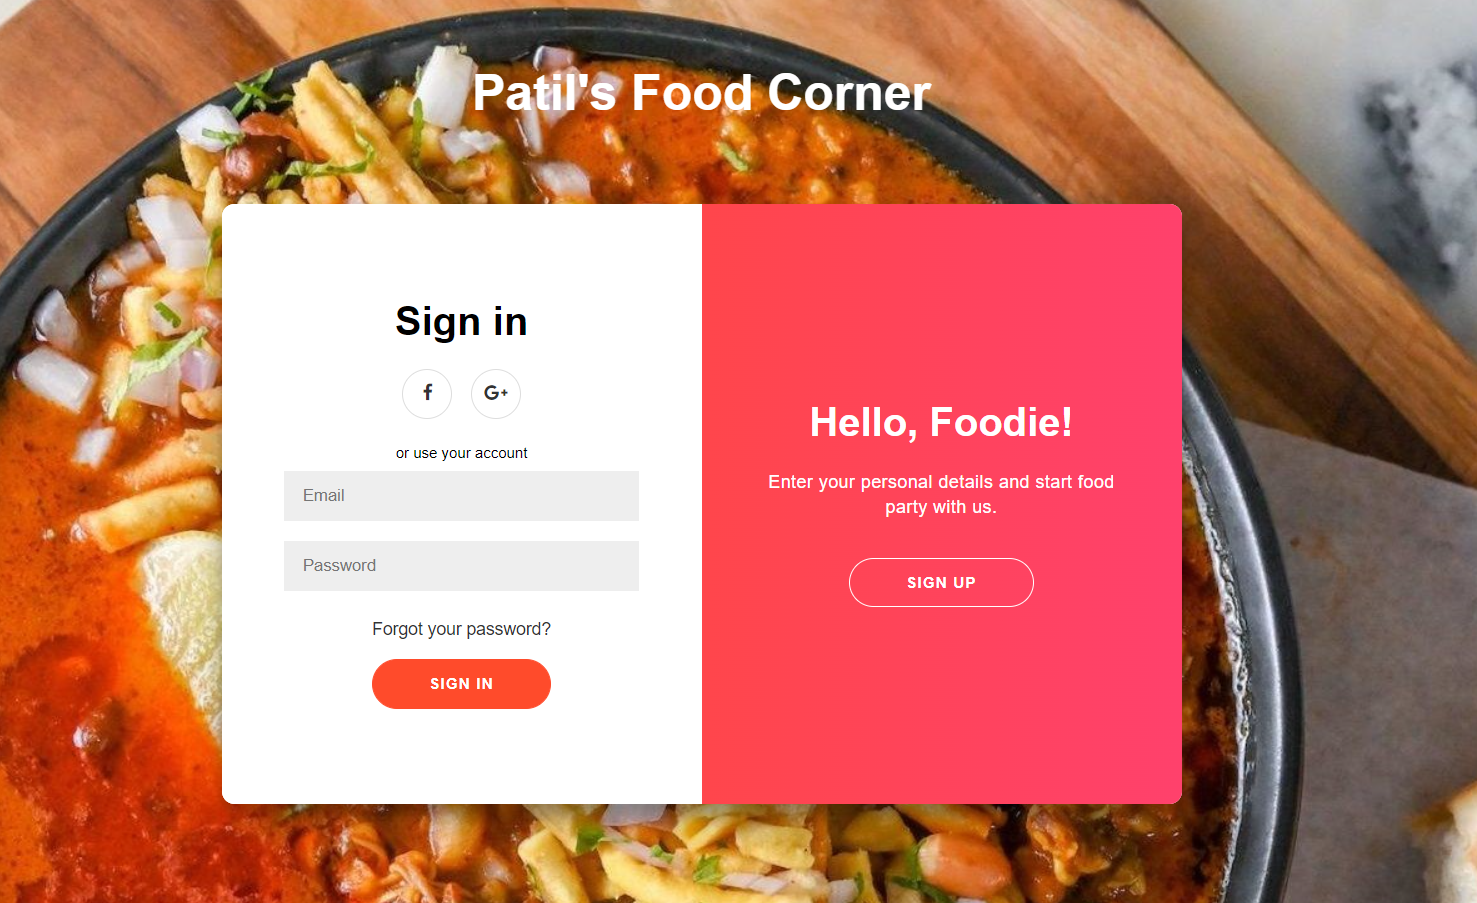 Patil's Food Corner
Sign in
f
G+
or use your account
Email
Password
Forgot your password?
SIGN IN
Hello, Foodie!
Enter your personal details and start food
party with us.
SIGN UP